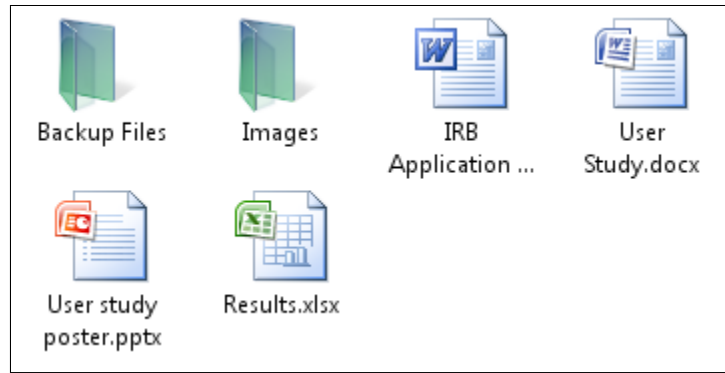 Backup Files
Images
IRB
Application ...
User
Study.docx
User study
poster.pptx
Results.xlsx